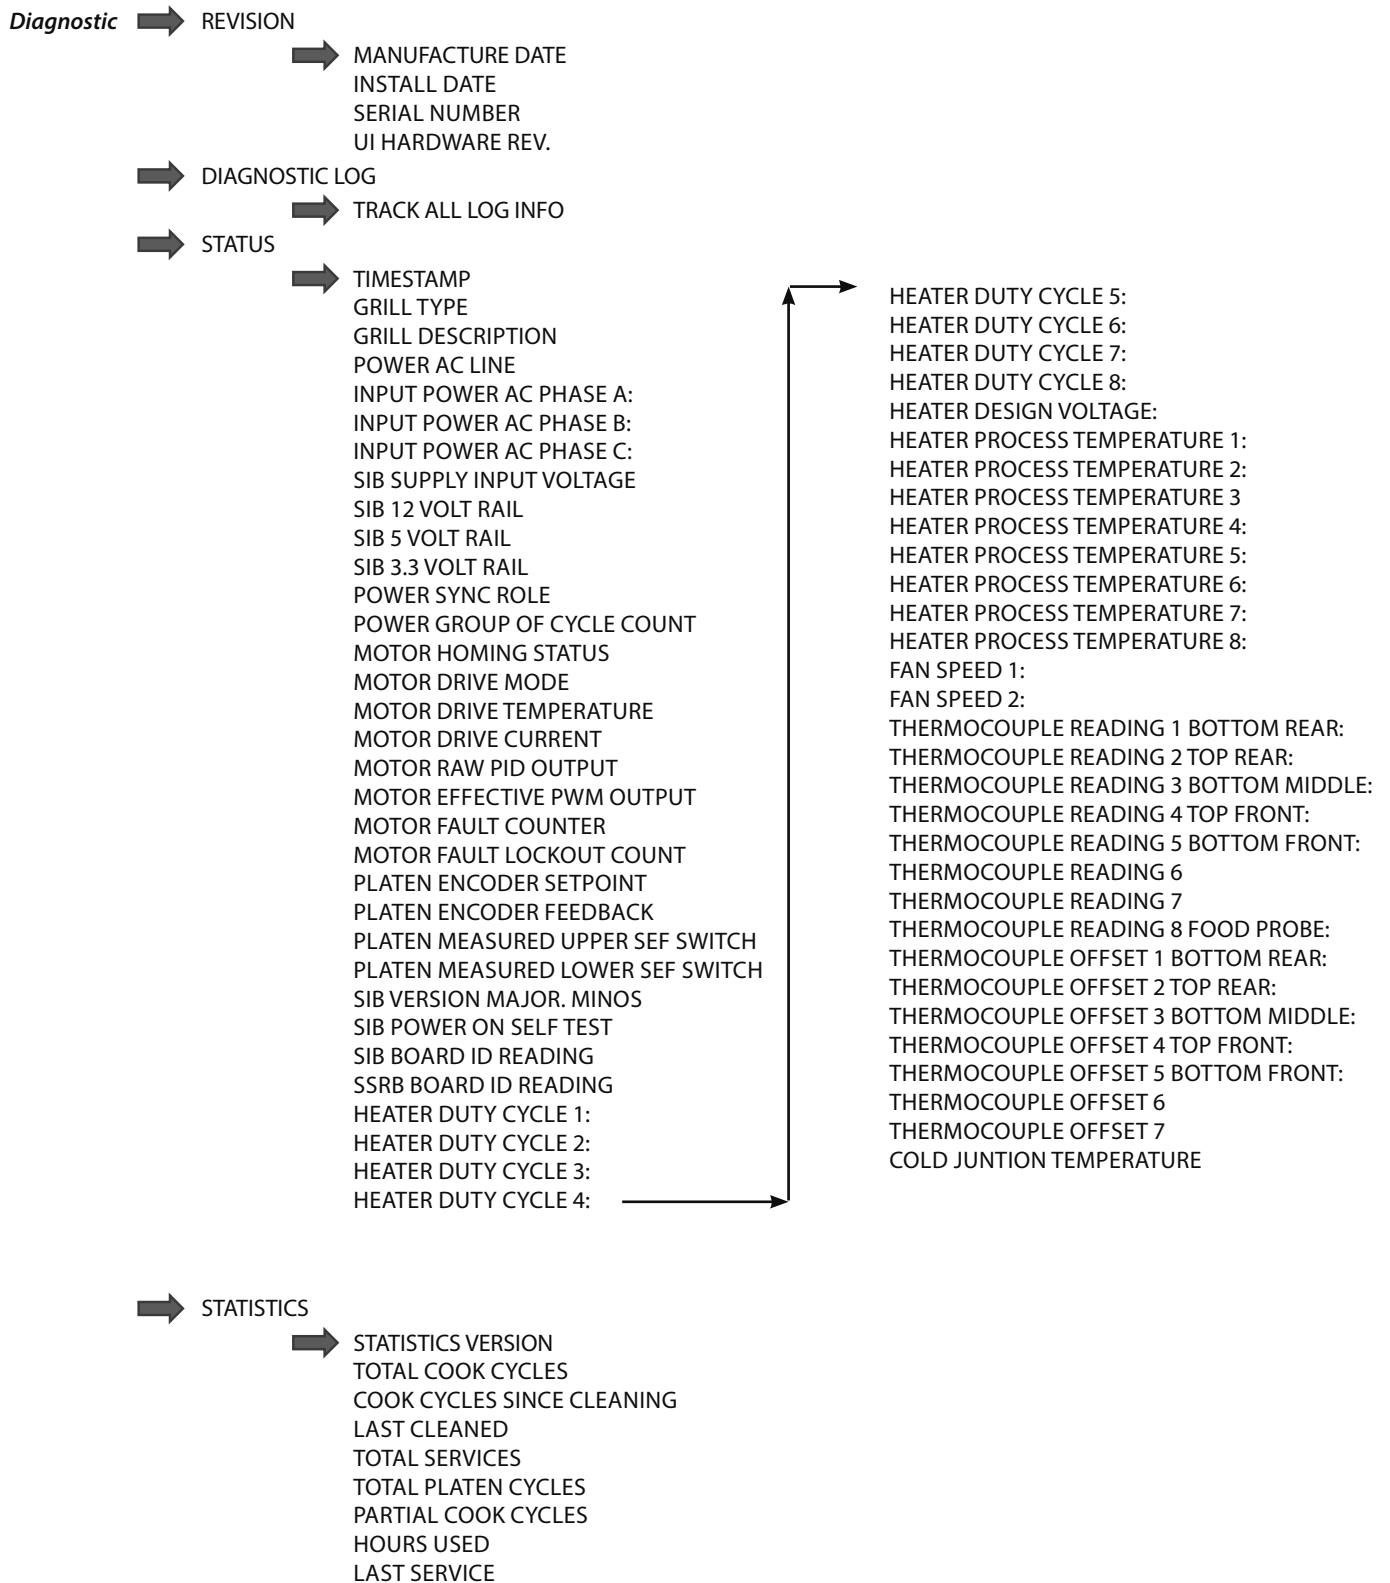 Diagnostic REVISION
MANUFACTURE DATE
INSTALL DATE
SERIAL NUMBER
UI HARDWARE REV.
DIAGNOSTIC LOG
TRACK ALL LOG INFO
STATUS
TIMESTAMP
GRILL TYPE
GRILL DESCRIPTION
POWER AC LINE
INPUT POWER AC PHASE A:
INPUT POWER AC PHASE B:
INPUT POWER AC PHASE C:
SIB SUPPLY INPUT VOLTAGE
SIB 12 VOLT RAIL
SIB 5 VOLT RAIL
SIB 3.3 VOLT RAIL
POWER SYNC ROLE
POWER GROUP OF CYCLE COUNT
MOTOR HOMING STATUS
MOTOR DRIVE MODE
MOTOR DRIVE TEMPERATURE
MOTOR DRIVE CURRENT
MOTOR RAW PID OUTPUT
MOTOR EFFECTIVE PWM OUTPUT
MOTOR FAULT COUNTER
MOTOR FAULT LOCKOUT COUNT
PLATEN ENCODER SETPOINT
PLATEN ENCODER FEEDBACK
PLATEN MEASURED UPPER SEF SWITCH
PLATEN MEASURED LOWER SEF SWITCH
SIB VERSION MAJOR. MINOS
SIB POWER ON SELF TEST
SIB BOARD ID READING
SSRB BOARD ID READING
HEATER DUTY CYCLE 1:
HEATER DUTY CYCLE 2:
HEATER DUTY CYCLE 3:
HEATER DUTY CYCLE 4:
HEATER DUTY CYCLE 5:
HEATER DUTY CYCLE 6:
HEATER DUTY CYCLE 7:
HEATER DUTY CYCLE 8:
HEATER DESIGN VOLTAGE:
HEATER PROCESS TEMPERATURE 1:
HEATER PROCESS TEMPERATURE 2:
HEATER PROCESS TEMPERATURE 3
HEATER PROCESS TEMPERATURE 4:
HEATER PROCESS TEMPERATURE 5:
HEATER PROCESS TEMPERATURE 6:
HEATER PROCESS TEMPERATURE 7:
HEATER PROCESS TEMPERATURE 8:
FAN SPEED 1:
FAN SPEED 2:
THERMOCOUPLE READING 1 BOTTOM REAR:
THERMOCOUPLE READING 2 TOP REAR:
THERMOCOUPLE READING 3 BOTTOM MIDDLE:
THERMOCOUPLE READING 4 TOP FRONT:
THERMOCOUPLE READING 5 BOTTOM FRONT:
THERMOCOUPLE READING 6
THERMOCOUPLE READING 7
THERMOCOUPLE READING 8 FOOD PROBE:
THERMOCOUPLE OFFSET 1 BOTTOM REAR:
THERMOCOUPLE OFFSET 2 TOP REAR:
THERMOCOUPLE OFFSET 3 BOTTOM MIDDLE:
THERMOCOUPLE OFFSET 4 TOP FRONT:
THERMOCOUPLE OFFSET 5 BOTTOM FRONT:
THERMOCOUPLE OFFSET 6
THERMOCOUPLE OFFSET 7
COLD JUNTION TEMPERATURE
STATISTICS
STATISTICS VERSION
TOTAL COOK CYCLES
COOK CYCLES SINCE CLEANING
LAST CLEANED
TOTAL SERVICES
TOTAL PLATEN CYCLES
PARTIAL COOK CYCLES
HOURS USED
LAST SERVICE